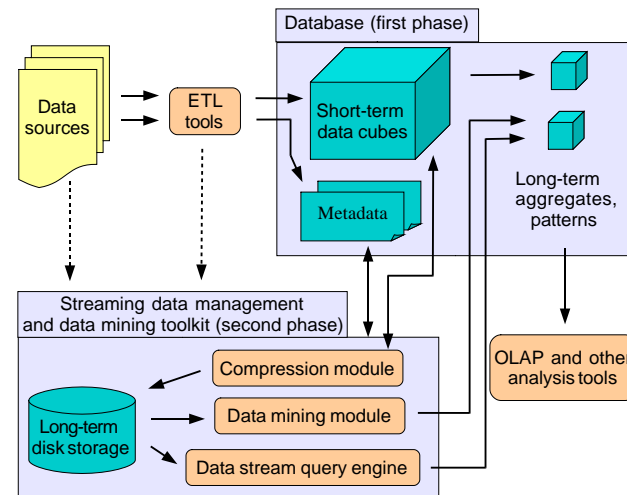 Database (first phase)
Data
sources
ETL
tools
Short-term
data cubes
Metadata
Long-term
aggregates,
patterns
Streaming data management
and data mining toolkit (second phase)
Compression module
Data mining module
Data stream query engine
Long-term
disk storage
OLAP and other
analysis tools